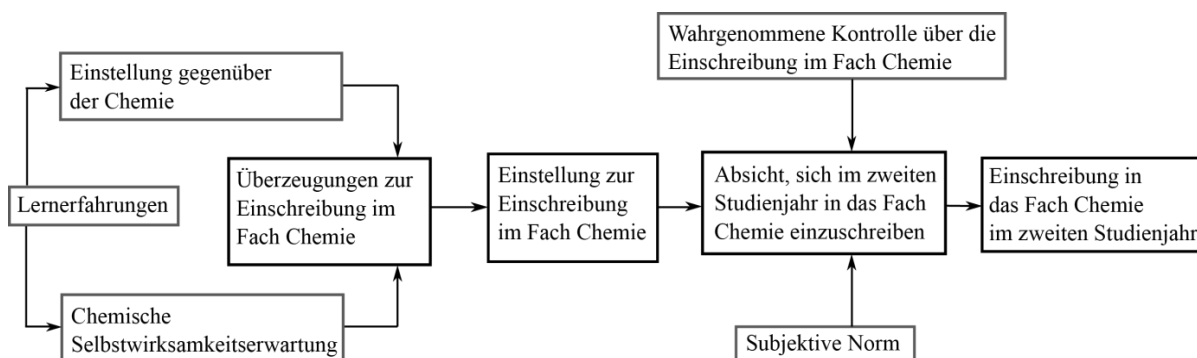 Wahrgenommene Kontrolle über die
Einschreibung im Fach Chemie
Einstellung gegenüber
der Chemie
Überzeugungen zur
Einschreibung im
Fach Chemie
Einstellung zur
Einschreibung
im Fach Chemie
Absicht, sich im zweiten
Studienjahr in das Fach
Chemie einzuschreiben
Einschreibung in
das Fach Chemie
im zweiten Studienjahr
Lernerfahrungen
Chemische
Selbstwirksamkeitserwartung
Subjektive Norm